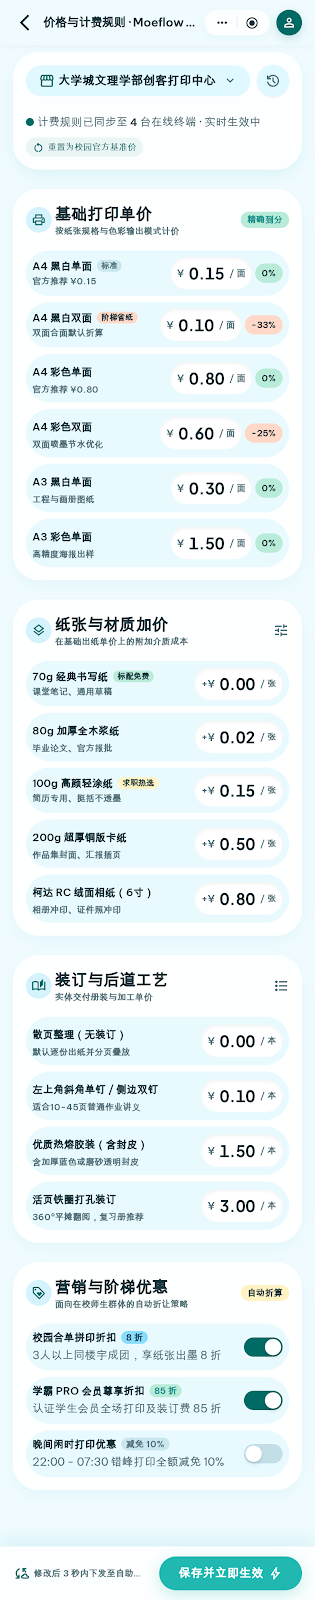 价格与计费规则 · Moeflow ...
大学城文理学部创客打印中心
计费规则已同步至 4 台在线终端 · 实时生效中
重置为校园官方基准价
基础打印单价
精确到分
按纸张规格与色彩输出模式计价
A4 黑白单面 标准
官方推荐 ¥0.15
¥ 0.15 / 面 0%
A4 黑白双面 阶梯省纸
双面合面默认折算
¥ 0.10 / 面 -33%
A4 彩色单面
官方推荐 ¥0.80
¥ 0.80 / 面 0%
A4 彩色双面
双面喷墨节水优化
¥ 0.60 / 面 -25%
A3 黑白单面
工程与画册图纸
¥ 0.30 / 面 0%
A3 彩色单面
高精度海报出样
¥ 1.50 / 面 0%
纸张与材质加价
在基础出纸单价上的附加介质成本
70g 经典书写纸 标配免费
课堂笔记、通用草稿
+¥ 0.00 / 张
80g 加厚全木浆纸
毕业论文、官方报批
+¥ 0.02 / 张
100g 高颜轻涂纸 求职热选
简历专用、挺括不透墨
+¥ 0.15 / 张
200g 超厚铜版卡纸
作品集封面、汇报插页
+¥ 0.50 / 张
柯达 RC 绒面相纸（6寸）
相册冲印、证件照冲印
+¥ 0.80 / 张
装订与后道工艺
实体交付册装与加工单价
散页整理（无装订）
默认逐份出纸并分页叠放
¥ 0.00 / 本
左上角斜角单钉 / 侧边双钉
适合10-45页普通作业讲义
¥ 0.10 / 本
优质热熔胶装（含封皮）
含加厚蓝色或磨砂透明封皮
¥ 1.50 / 本
活页铁圈打孔装订
360°平摊翻阅，复习册推荐
¥ 3.00 / 本
营销与阶梯优惠
自动折算
面向在校师生群体的自动折让策略
校园合单拼印折扣 8 折
3人以上同楼宇成团，享纸张出墨 8 折
学霸 PRO 会员尊享折扣 85 折
认证学生会员全场打印及装订费 85 折
晚间闲时打印优惠 减免 10%
22:00 - 07:30 错峰打印全额减免 10%
修改后 3 秒内下发至自助...
保存并立即生效